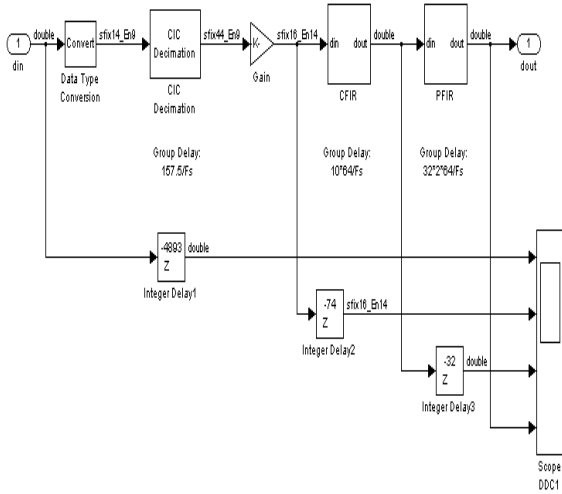 1
din
double
Convert
Data Type
Conversion
sfix14_En9
CIC
Decimation
CIC
Decimation
sfix44_En9
K-
Gain
sfix16_En14
din
dout
CFIR
double
din
dout
PFIR
double
1
dout
Group Delay:
157.5/Fs
Group Delay:
10*64/Fs
Group Delay:
32*2*64/Fs
-4893
Z
double
Integer Delay1
-74
Z
sfix16_En14
Integer Delay2
-32
Z
double
Integer Delay3
Scope
DDC1